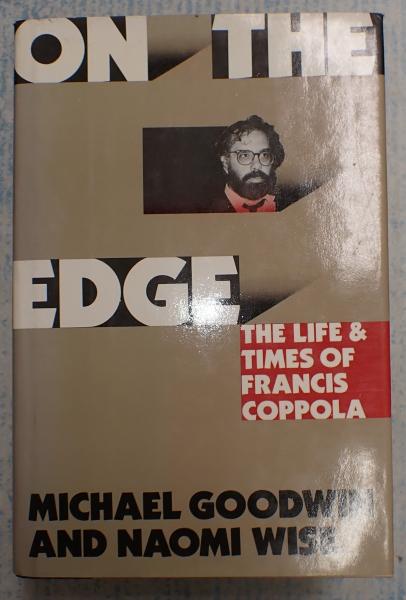 ON THE
EDGE
THE LIFE &
TIMES OF
FRANCIS
COPPOLA
MICHAEL GOODWIN
AND NAOMI WISE